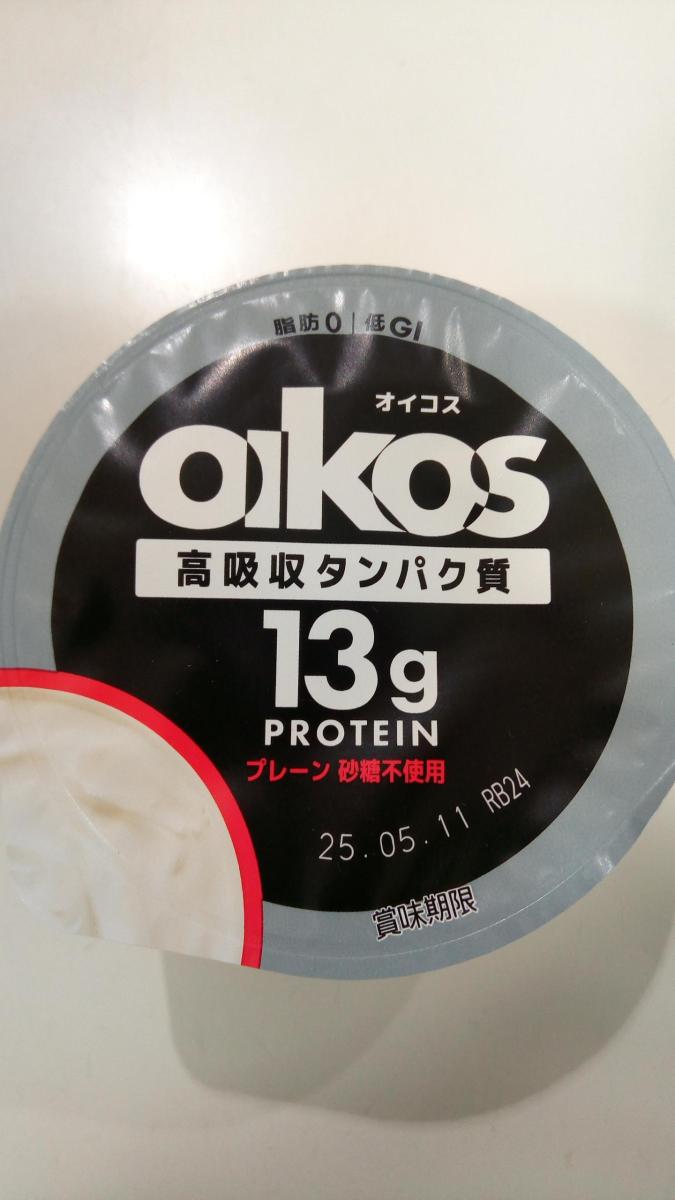 脂肪0|低GI
オイコス
oikos
高吸収タンパク質
13g
PROTEIN
プレーン 砂糖不使用
25.05.11 RB24
賞味期限